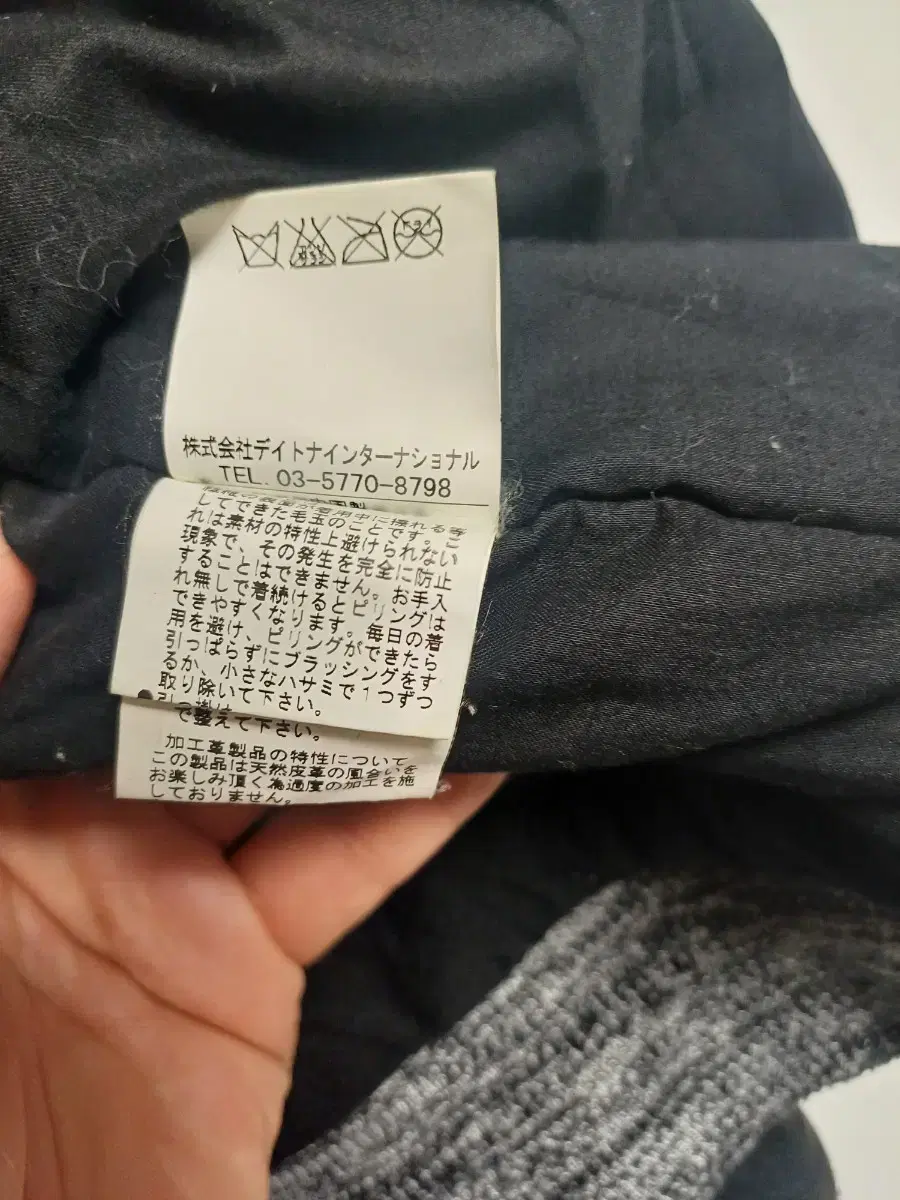 株式会社デイトナインターナショナル
TEL. 03-5770-8798
してできた毛玉のことです。こ
れは素材の特性上避けられない
現象で、その発生を完全に防止
することはできません。お手入
れ無しで着続けるとピリングは
できやすくなります。毎日の着
用を避け、ピリングができたら
引っぱらずにブラッシングをす
るか、小さなハサミで1つずつ
取り除いて下さい。
で整えて下さい。
加工革製品の特性について
この製品は天然皮革の風合いを
お楽しみ頂く為過度の加工を施
しておりません。